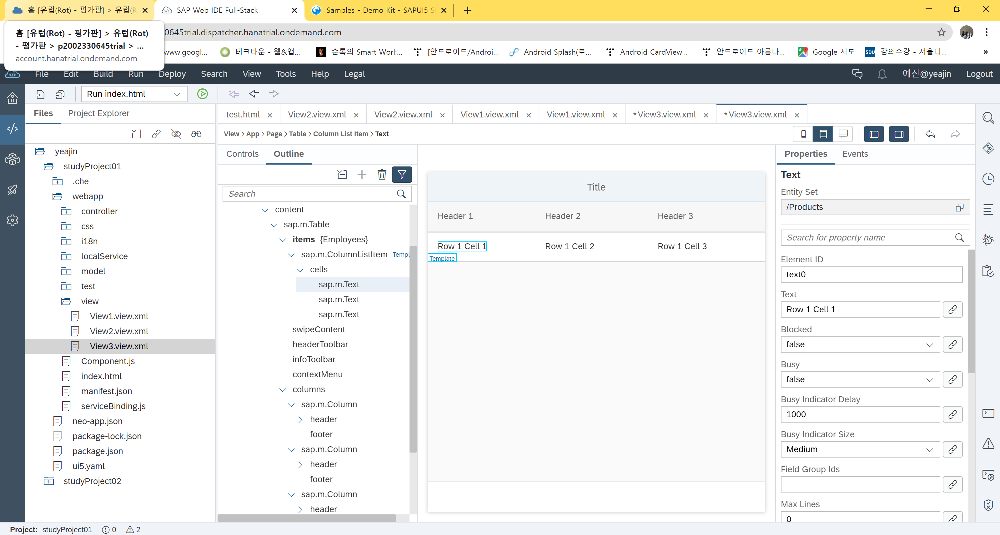 홈 [유럽(Rot) - 평가판] > 유럽(R
SAP Web IDE Full-Stack
Samples - Demo Kit - SAPUI5 S
홈 [유럽(Rot) - 평가판] > 유럽(Rot)
- 평가판 > p2002330645trial > ...
account.hanatrial.ondemand.com
0645trial.dispatcher.hanatrial.ondemand.com
www.googl...
테크타운 - 웹&앱...
순록의 Smart Worl:...
[안드로이드/Androi...
Android Splash(로...
Android CardView...
안드로이드 아름다...
Google 지도
SDU 강의수강 - 서울디...
»
File Edit Build Run Deploy Search View Tools Help Legal
예진@yeajin Logout
Run index.html
Files Project Explorer
yeajin
studyProject01
.che
webapp
controller
css
i18n
localService
model
test
view
View1.view.xml
View2.view.xml
View3.view.xml
Component.js
index.html
manifest.json
serviceBinding.js
neo-app.json
package-lock.json
package.json
ui5.yaml
studyProject02
test.html × View2.view.xml × View2.view.xml × View1.view.xml × View1.view.xml × *View3.view.xml × *View3.view.xml ×
View > App > Page > Table > Column List Item > Text
Controls Outline
Search
content
sap.m.Table
items {Employees}
sap.m.ColumnListItem Templ
cells
sap.m.Text
sap.m.Text
sap.m.Text
swipeContent
headerToolbar
infoToolbar
contextMenu
columns
sap.m.Column
header
footer
sap.m.Column
header
footer
sap.m.Column
header
Title
Header 1 Header 2 Header 3
Row 1 Cell 1 Row 1 Cell 2 Row 1 Cell 3
Template
Properties Events
Text
Entity Set
/Products
Search for property name
Element ID
text0
Text
Row 1 Cell 1
Blocked
false
Busy
false
Busy Indicator Delay
1000
Busy Indicator Size
Medium
Field Group Ids
Max Lines
0
Project: studyProject01 0 2